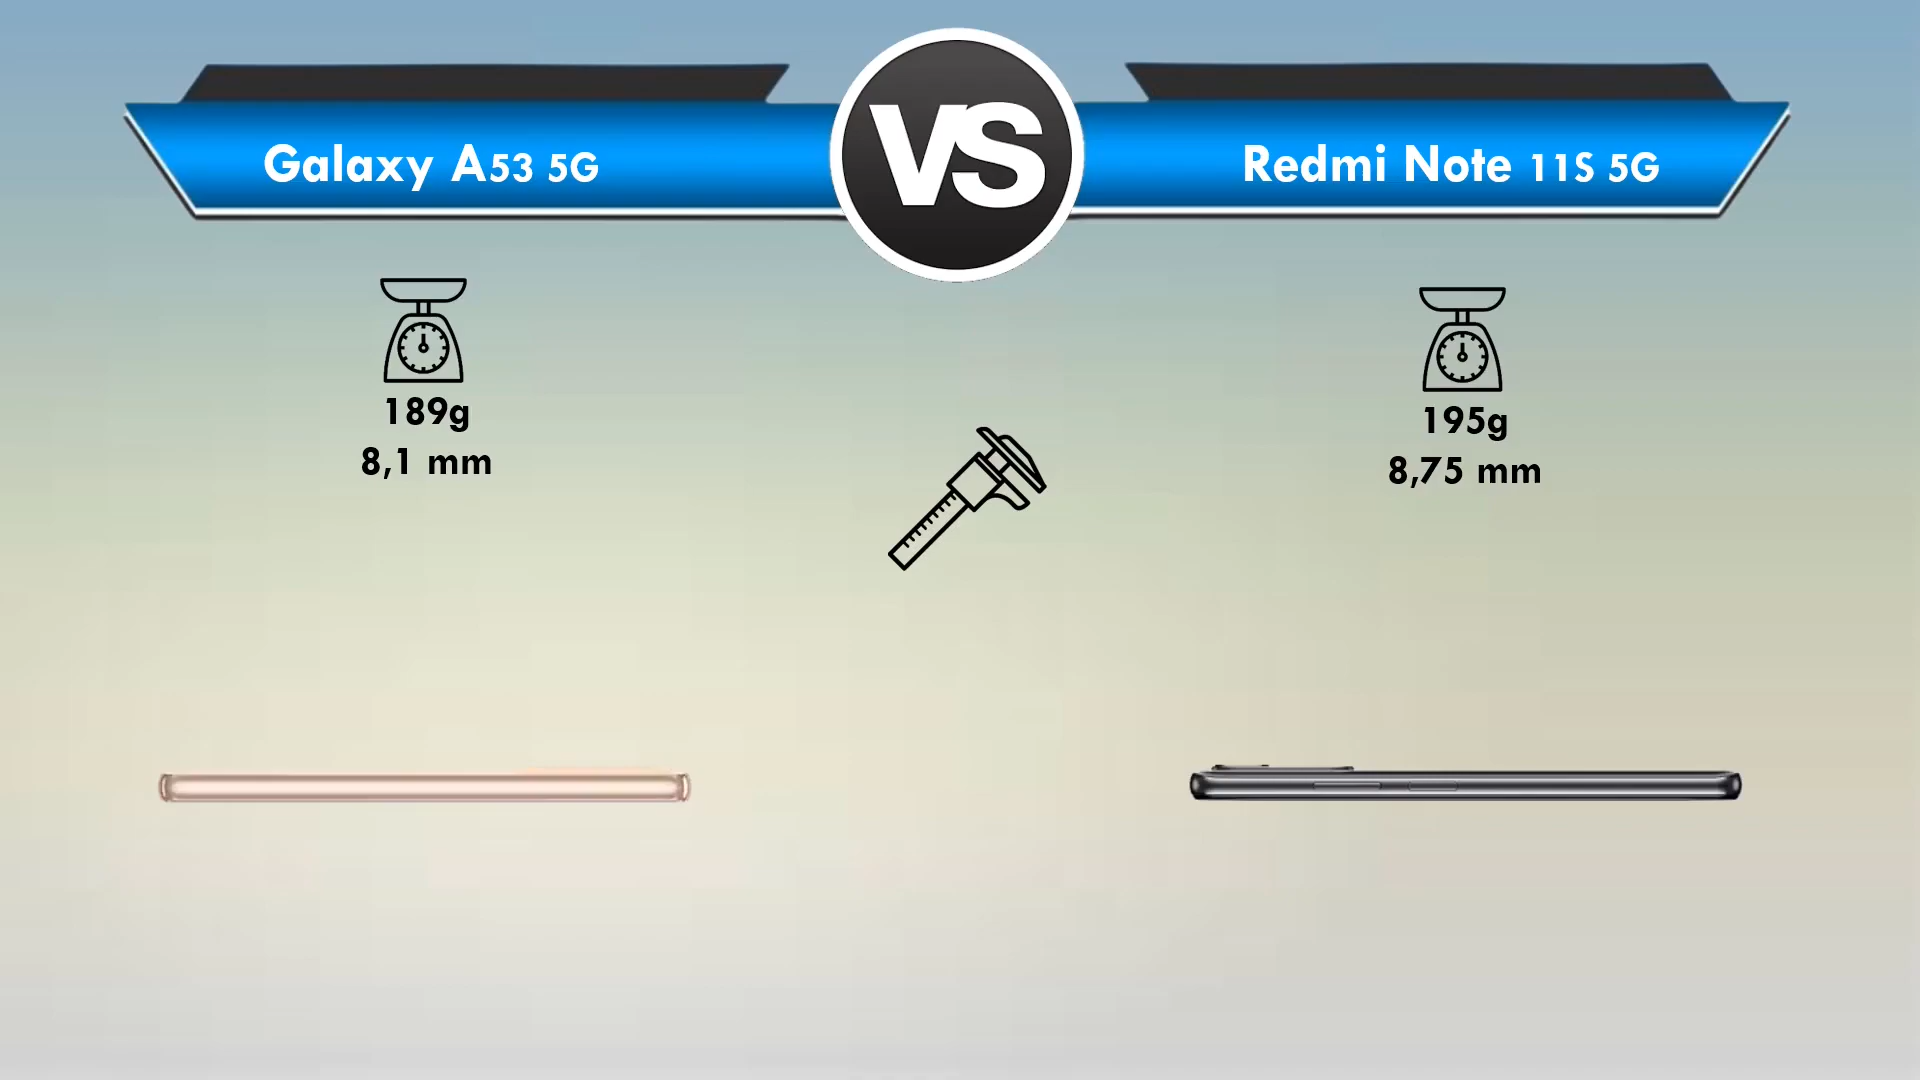 Galaxy A53 5G
VS
Redmi Note 11S 5G
189g
8,1 mm
195g
8,75 mm